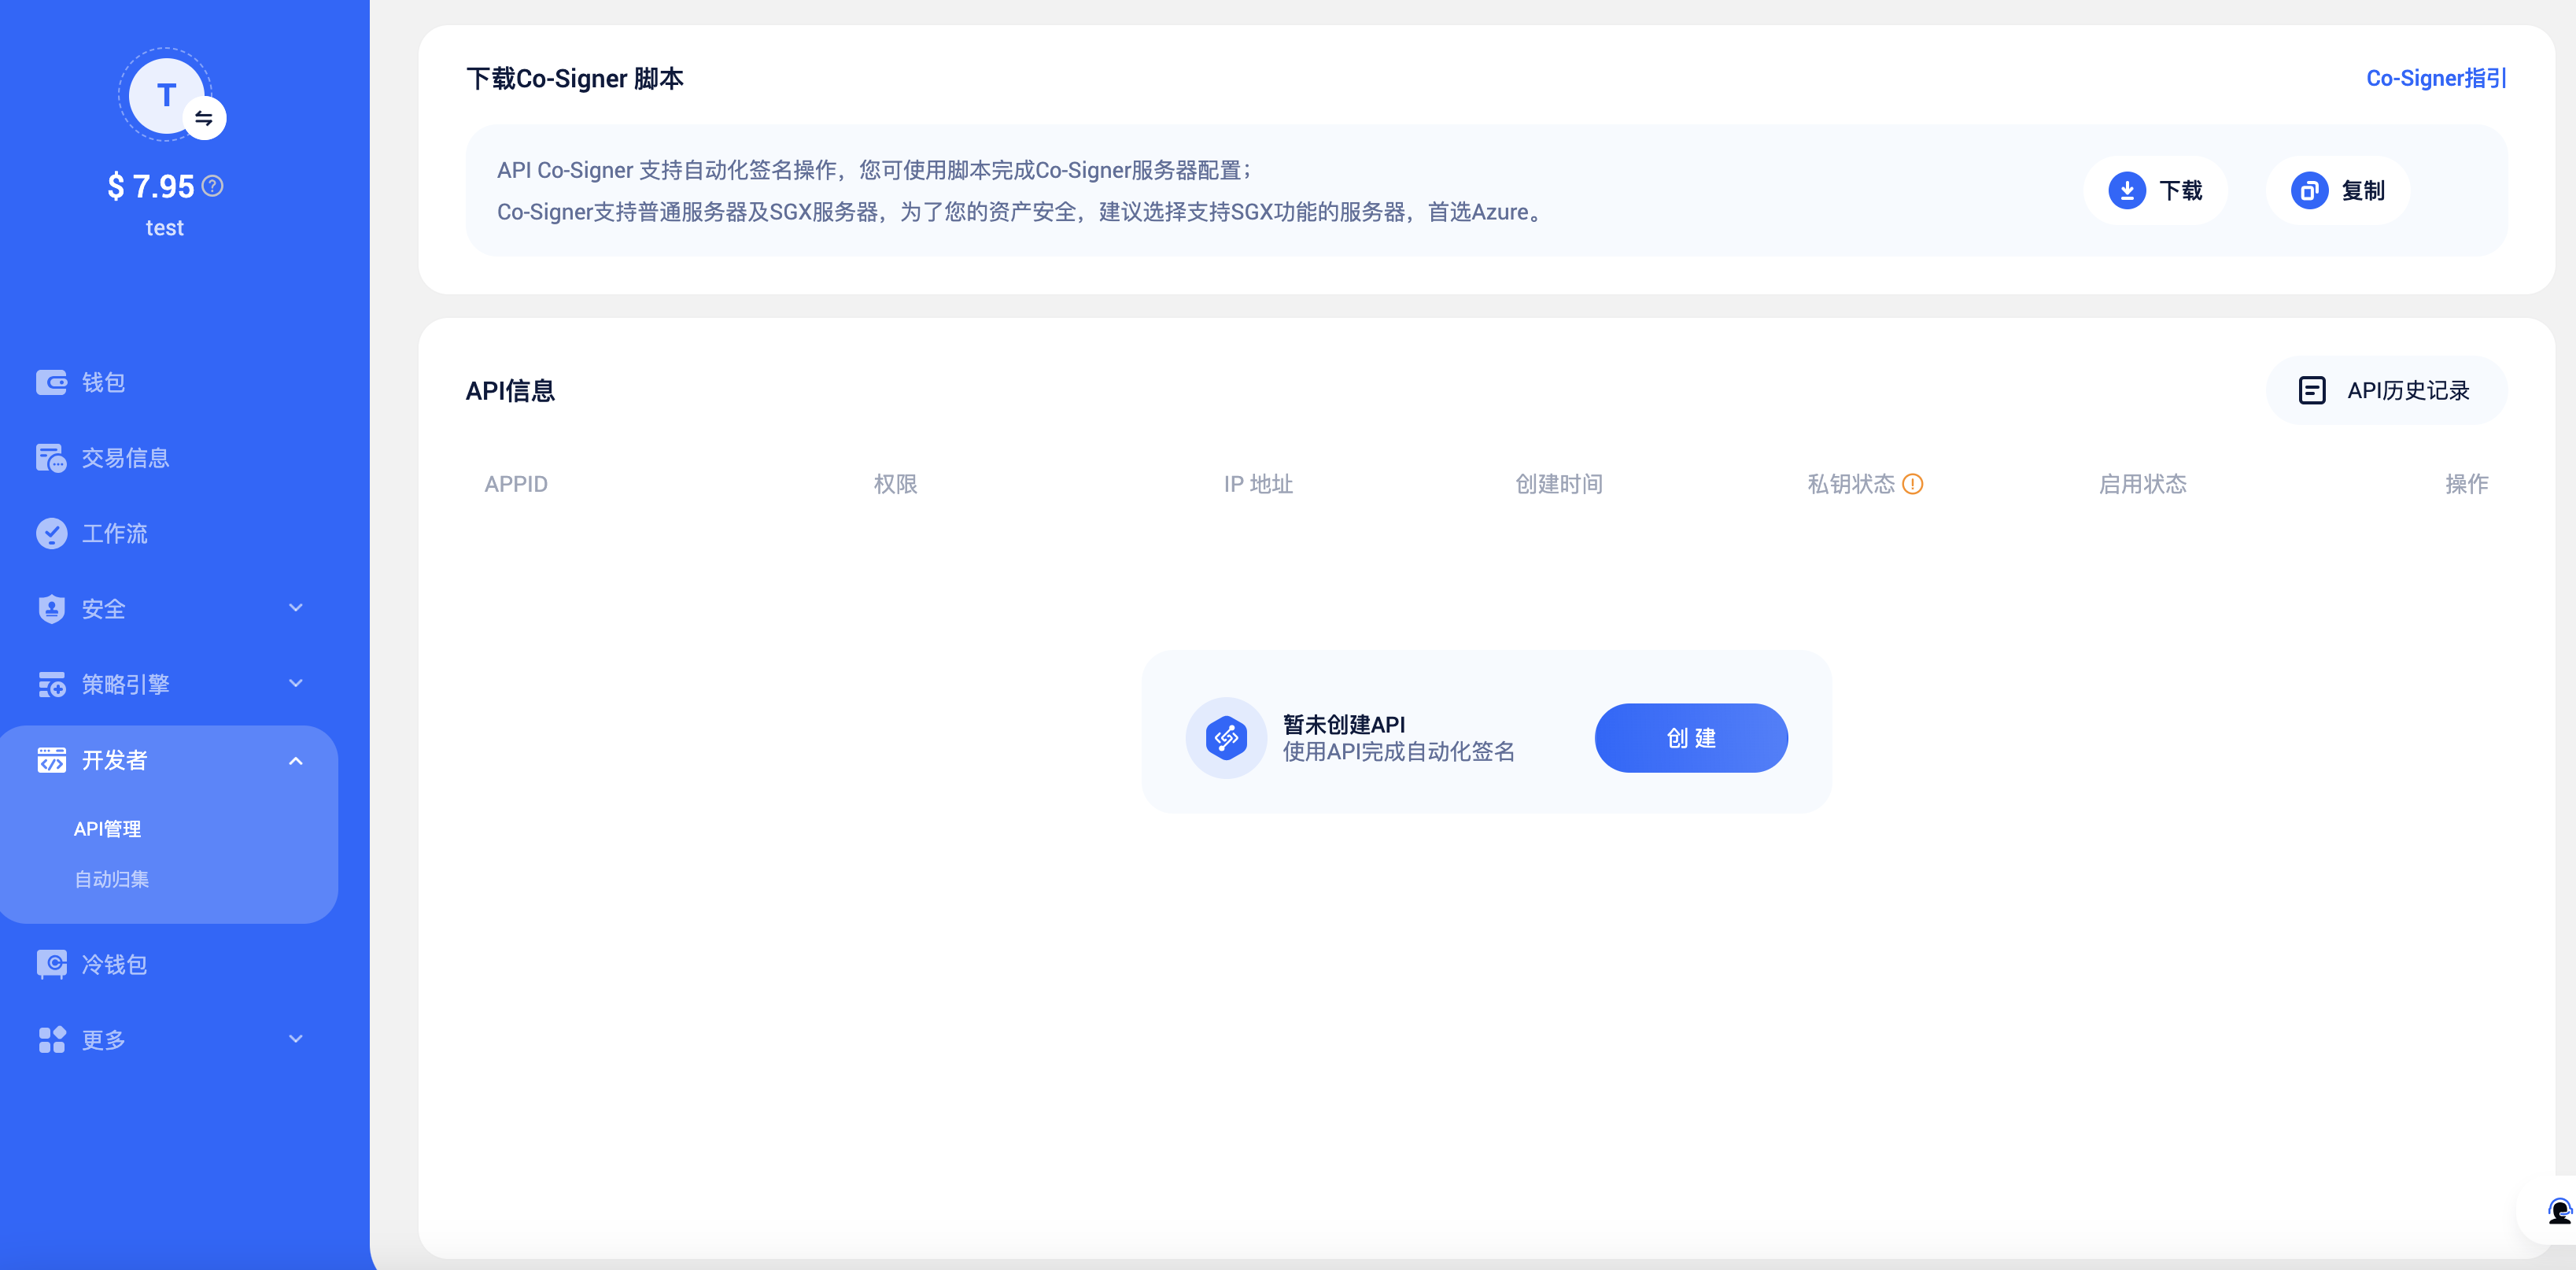 T
$ 7.95
test
钱包
交易信息
工作流
安全
策略引擎
开发者
API管理
自动归集
冷钱包
更多
下载Co-Signer 脚本
Co-Signer指引
API Co-Signer 支持自动化签名操作，您可使用脚本完成Co-Signer服务器配置；
Co-Signer支持普通服务器及SGX服务器，为了您的资产安全，建议选择支持SGX功能的服务器，首选Azure。
下载
复制
API信息
API历史记录
APPID 权限 IP 地址 创建时间 私钥状态 启用状态 操作
暂未创建API
使用API完成自动化签名
创 建